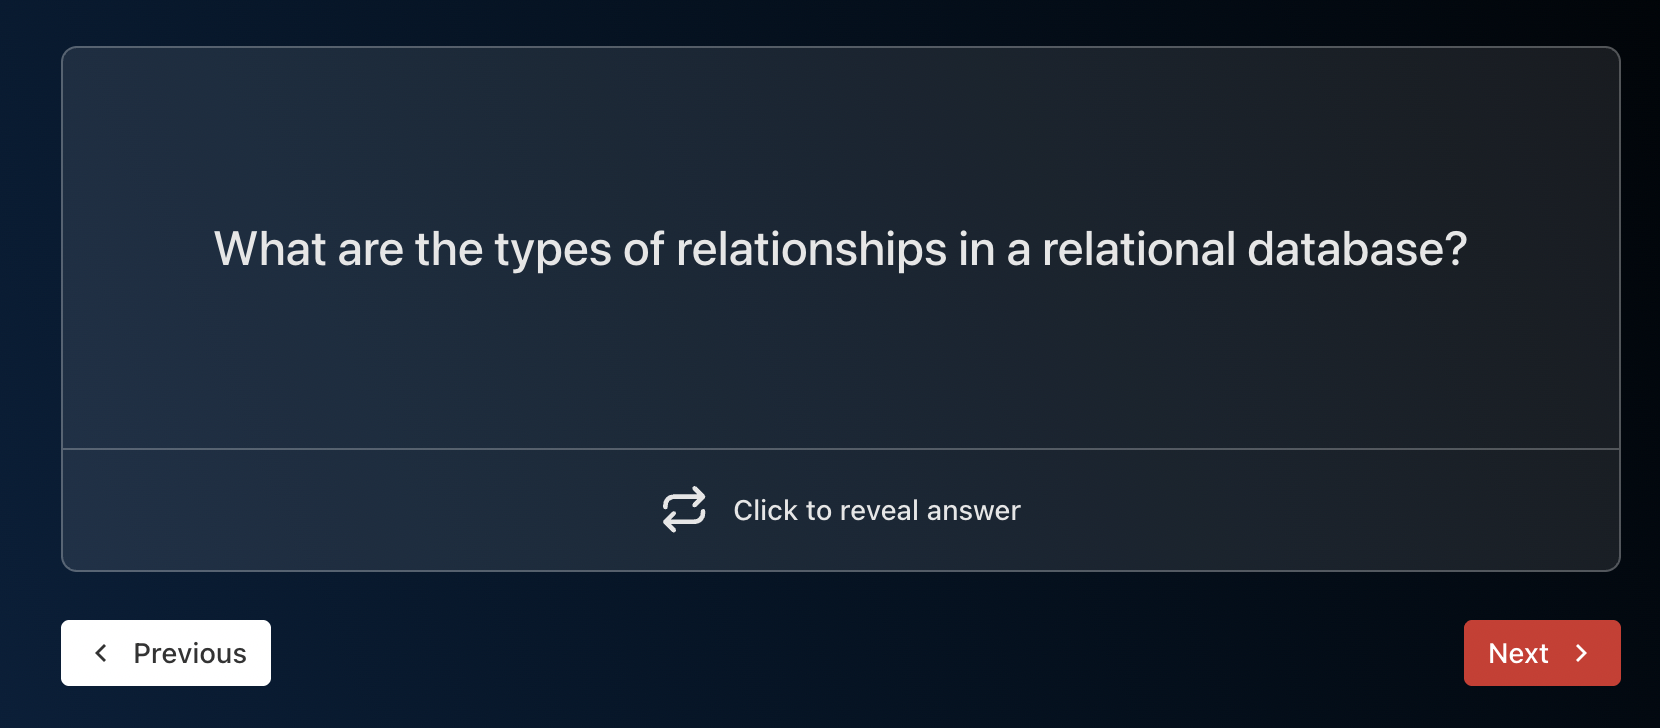 What are the types of relationships in a relational database?
Click to reveal answer
Previous
Next